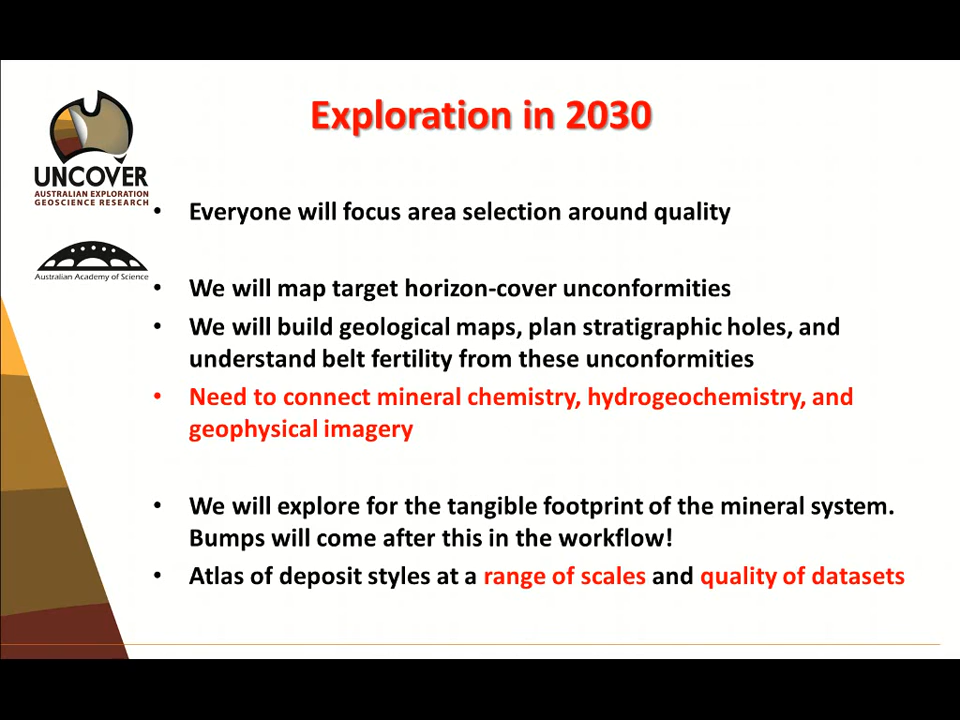 Exploration in 2030
UNCOVER
AUSTRALIAN EXPLORATION
GEOSCIENCE RESEARCH
Australian Academy of Science
• Everyone will focus area selection around quality
• We will map target horizon-cover unconformities
• We will build geological maps, plan stratigraphic holes, and
understand belt fertility from these unconformities
• Need to connect mineral chemistry, hydrogeochemistry, and
geophysical imagery
• We will explore for the tangible footprint of the mineral system.
Bumps will come after this in the workflow!
• Atlas of deposit styles at a range of scales and quality of datasets